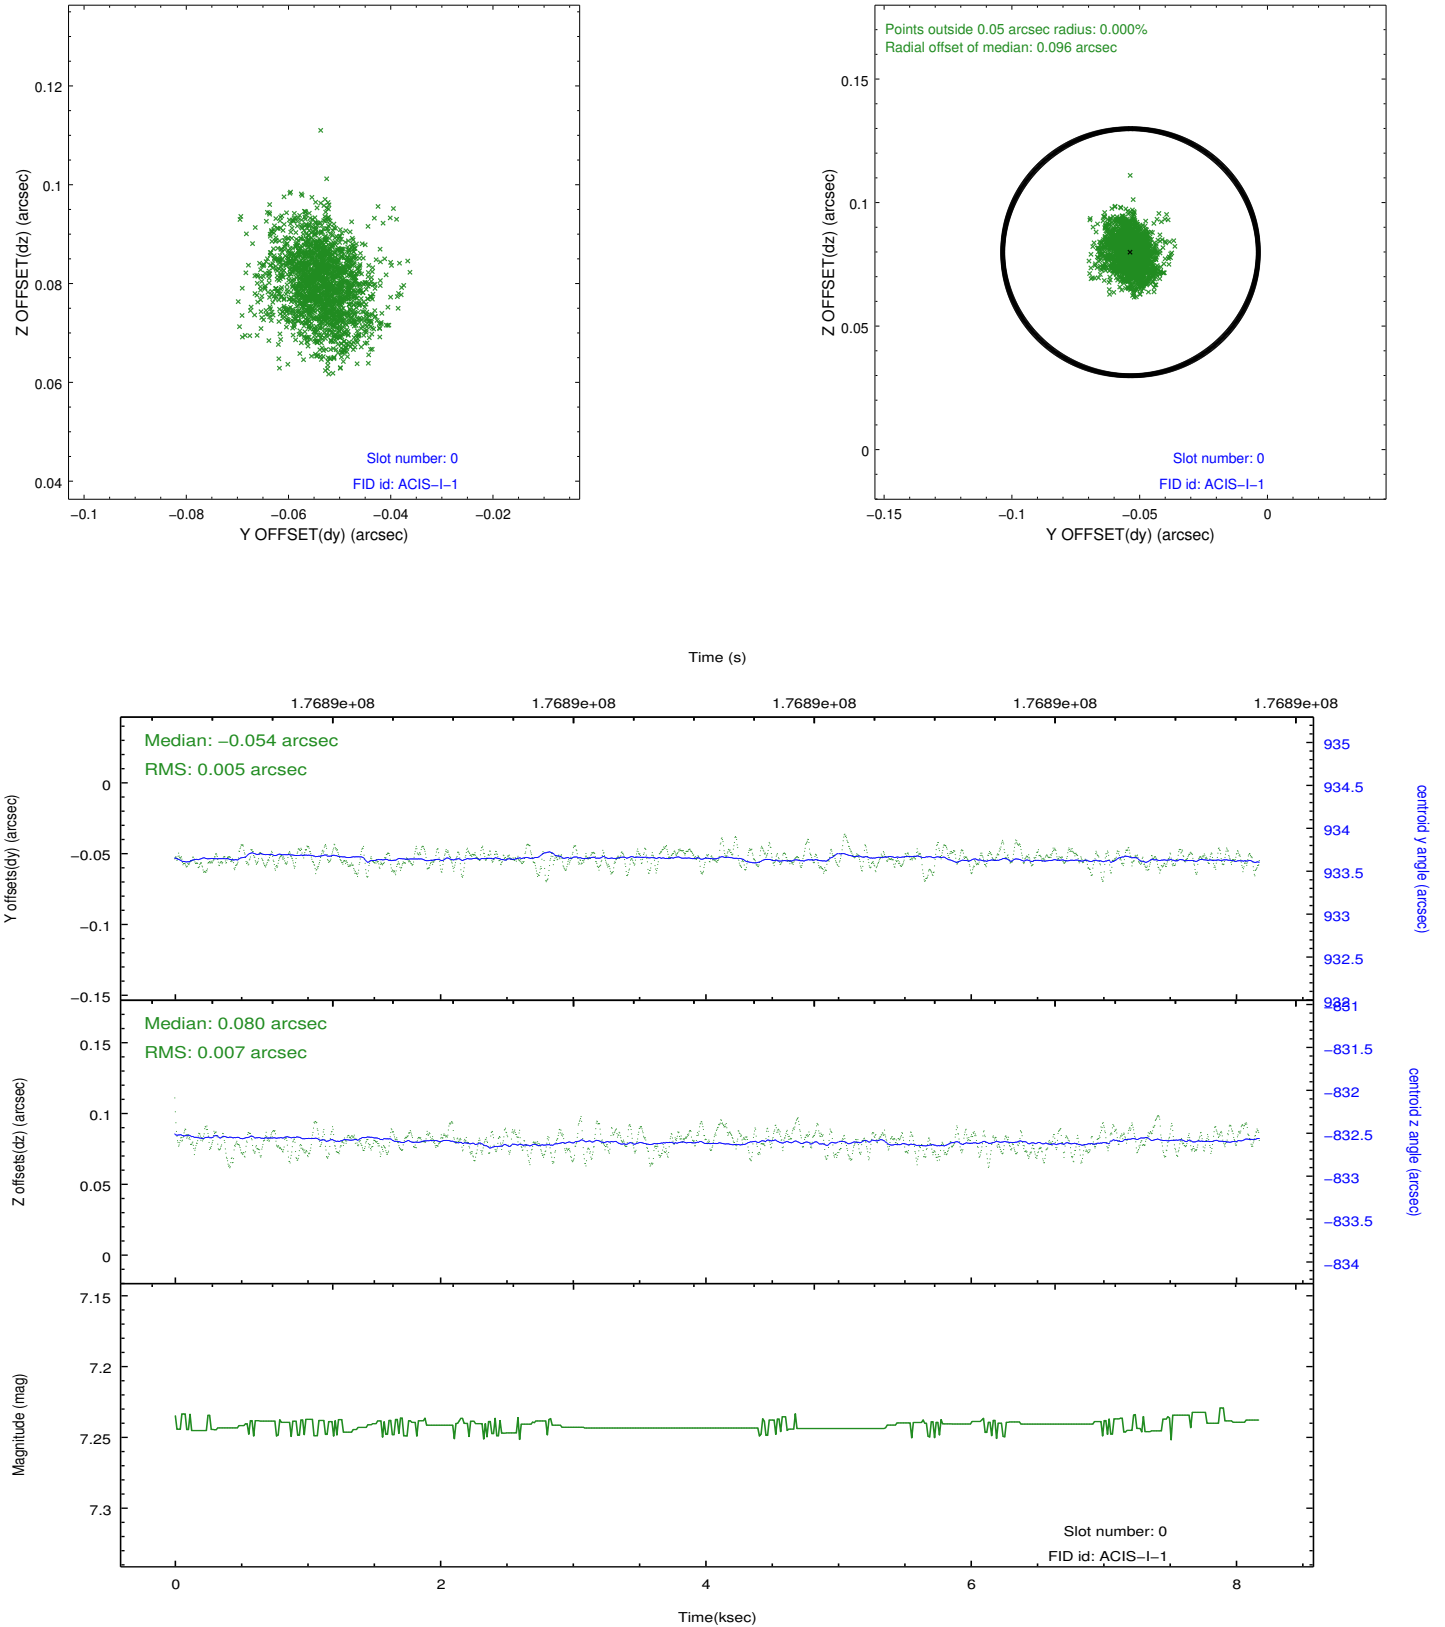 0.12
0.1
0.08
0.06
0.04
Z OFFSET(dz) (arcsec)
Slot number: 0
FID id: ACIS−I−1
−0.1
−0.08
−0.06
−0.04
−0.02
Y OFFSET(dy) (arcsec)
Points outside 0.05 arcsec radius: 0.000%
Radial offset of median: 0.096 arcsec
0.15
0.1
0.05
0
Z OFFSET(dz) (arcsec)
Slot number: 0
FID id: ACIS−I−1
−0.15
−0.1
−0.05
0
Y OFFSET(dy) (arcsec)
Time (s)
1.7689e+08
1.7689e+08
1.7689e+08
1.7689e+08
1.7689e+08
Median: −0.054 arcsec
RMS: 0.005 arcsec
0
−0.05
−0.1
−0.15
Y offsets(dy) (arcsec)
935
934.5
934
933.5
933
932.5
932
centroid y angle (arcsec)
Median: 0.080 arcsec
RMS: 0.007 arcsec
0.15
0.1
0.05
0
Z offsets(dz) (arcsec)
−831
−831.5
−832
−832.5
−833
−833.5
−834
centroid z angle (arcsec)
7.15
7.2
7.25
7.3
Magnitude (mag)
Slot number: 0
FID id: ACIS−I−1
0
2
4
6
8
Time(ksec)